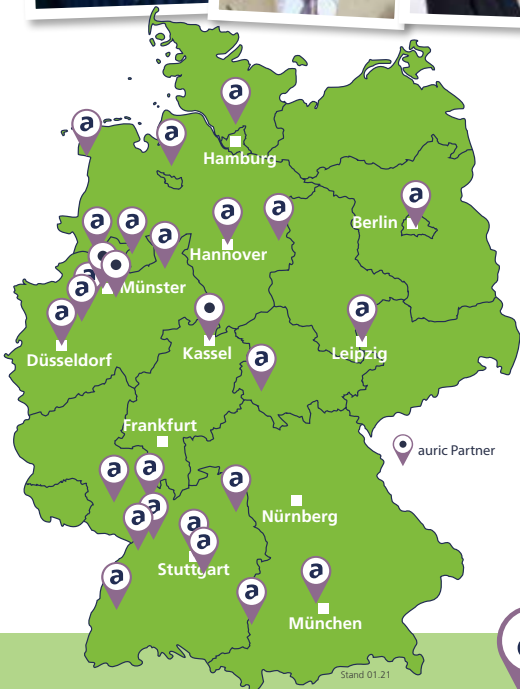 Hamburg
Berlin
Hannover
Münster
Düsseldorf
Kassel
Leipzig
Frankfurt
auric Partner
Nürnberg
Stuttgart
München
Stand 01.21